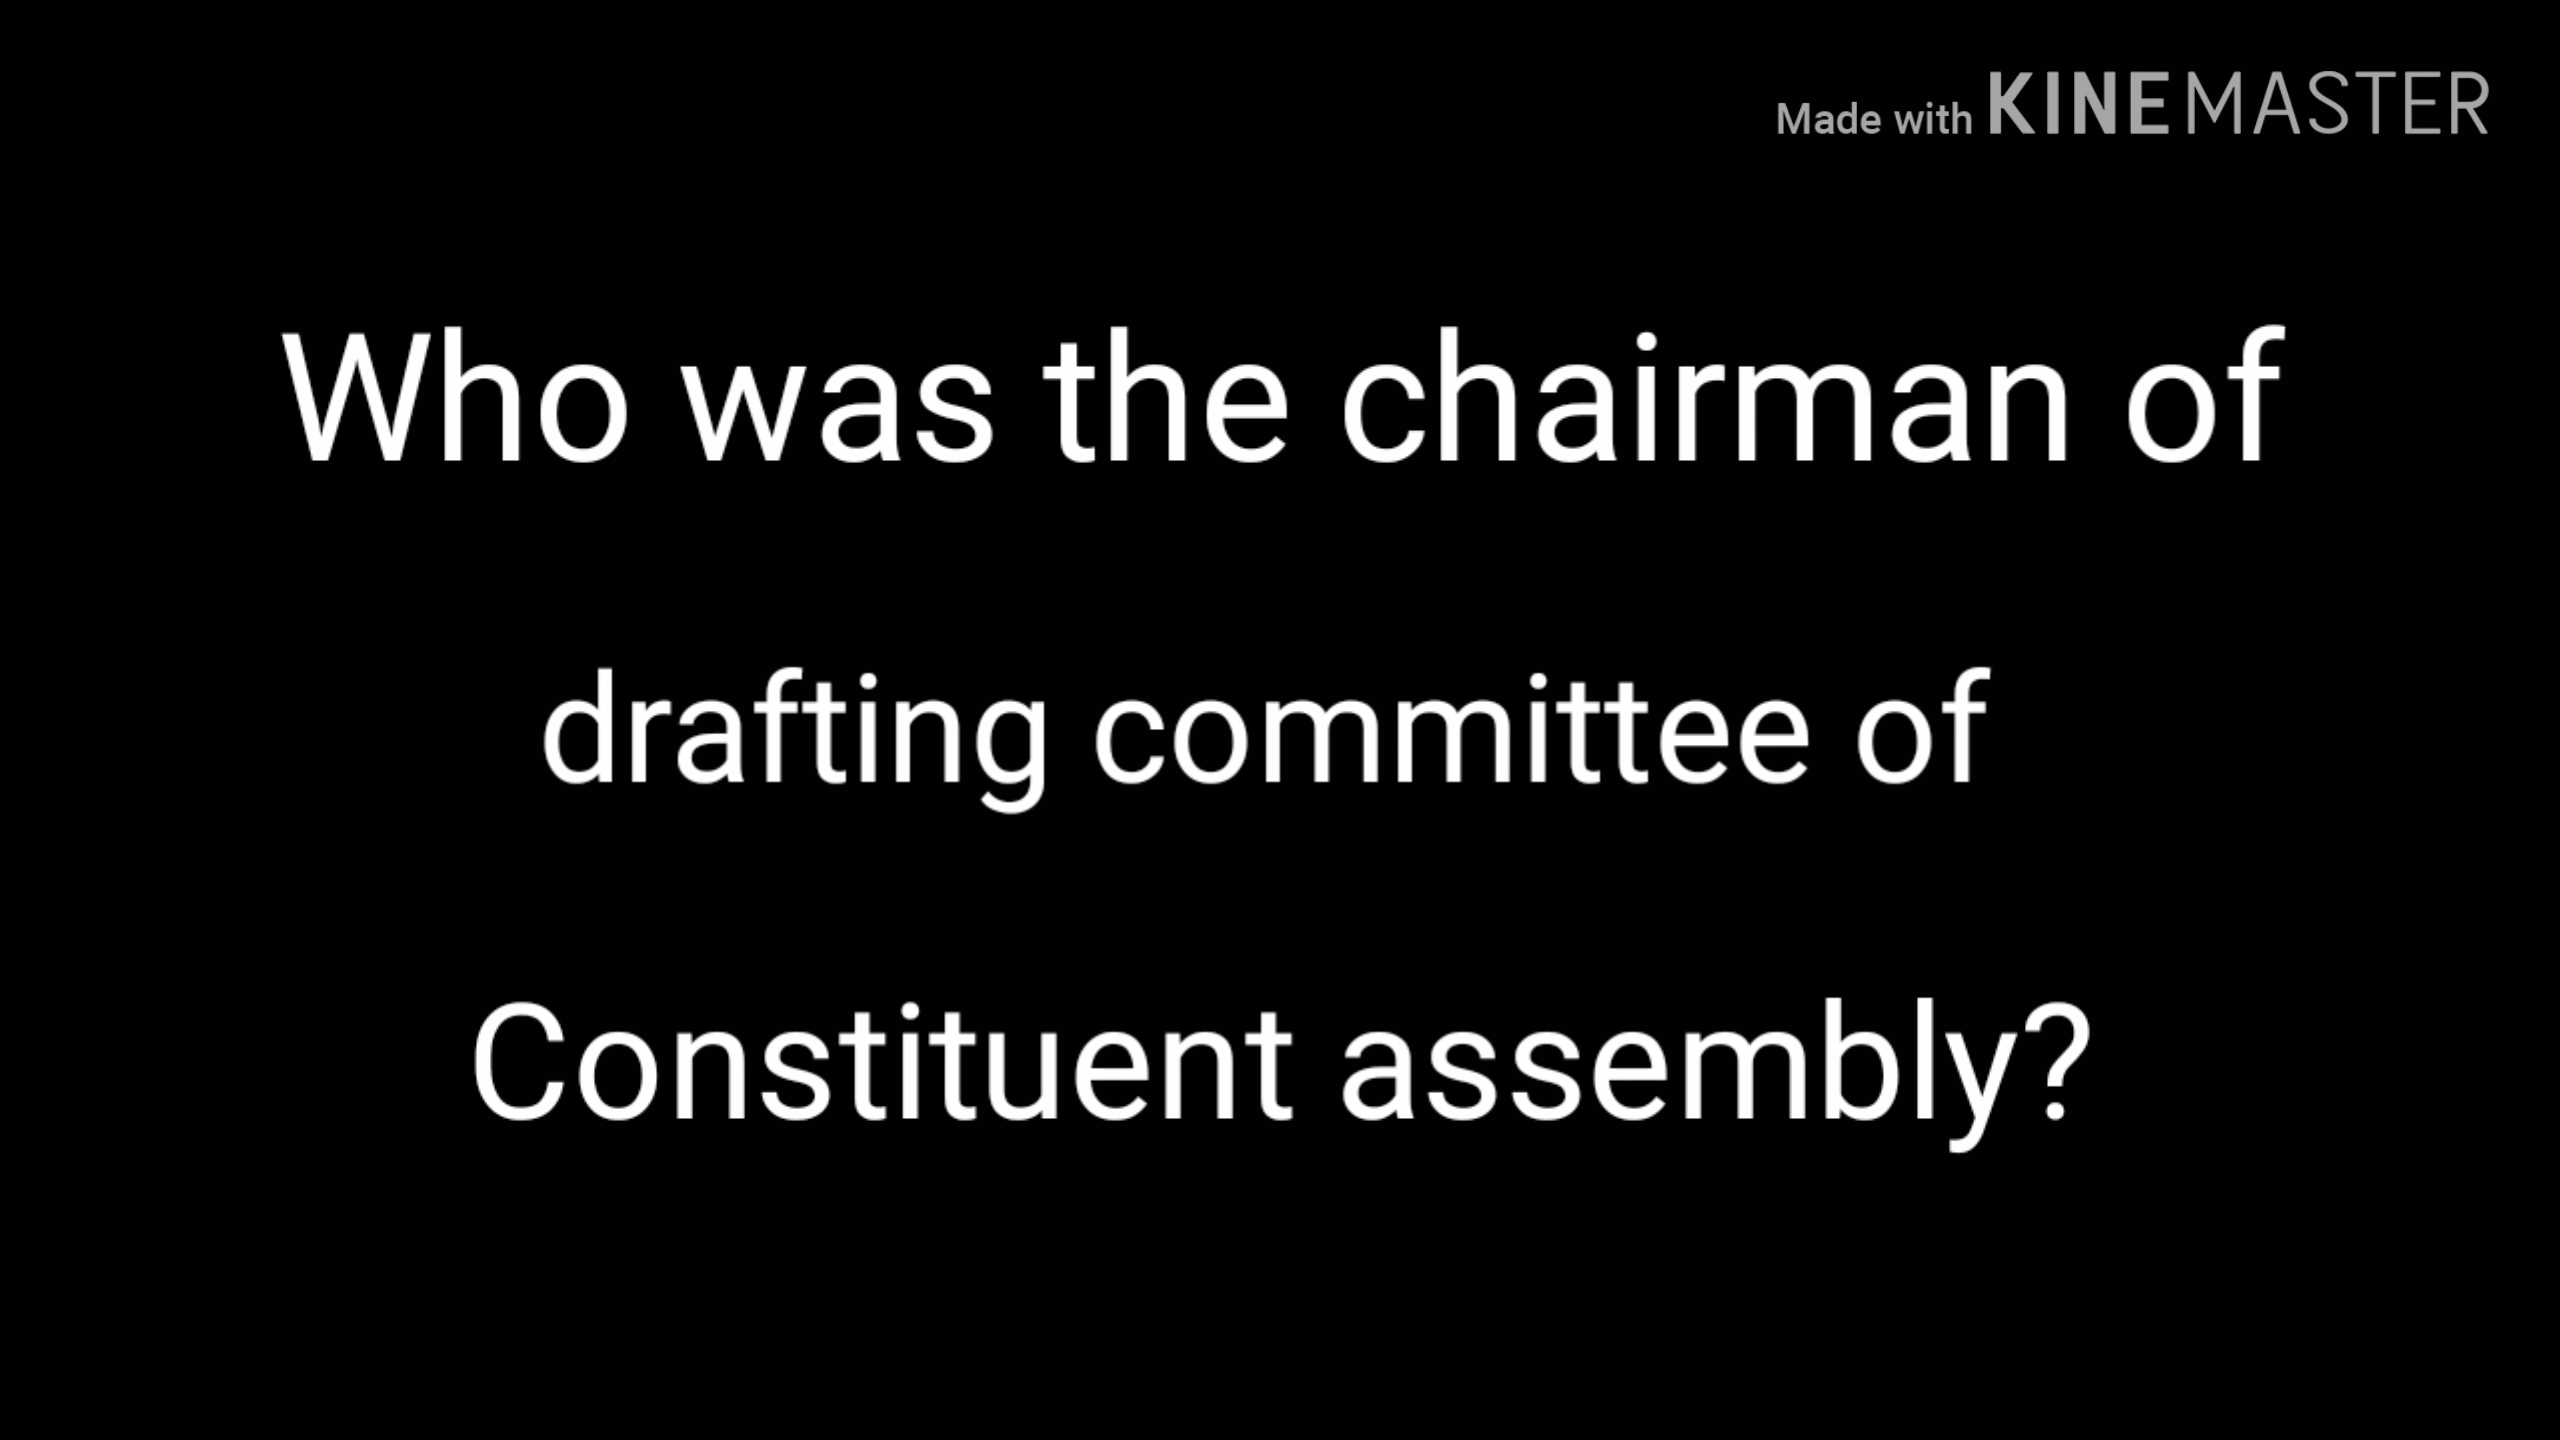 Made with KINEMASTER
Who was the chairman of
drafting committee of
Constituent assembly?